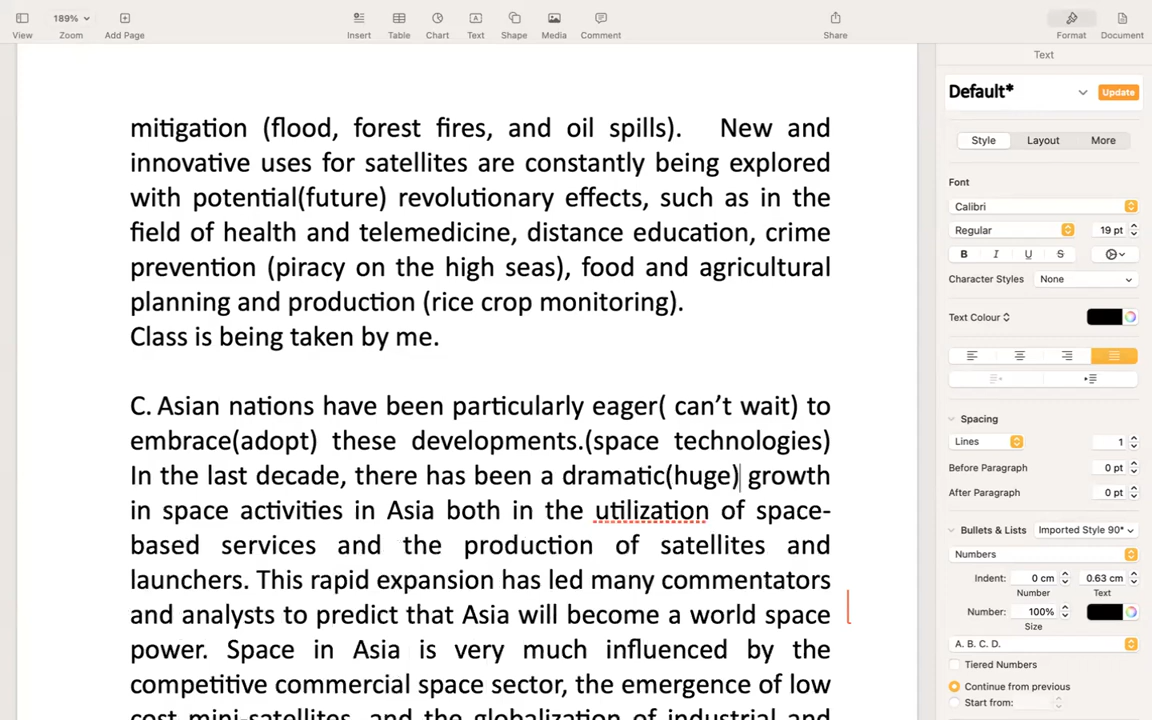 189%
View
Zoom
Add Page
Insert
Table
Chart
Text
Shape
Media
Comment
Share
Format
Document
mitigation (flood, forest fires, and oil spills). New and
innovative uses for satellites are constantly being explored
with potential(future) revolutionary effects, such as in the
field of health and telemedicine, distance education, crime
prevention (piracy on the high seas), food and agricultural
planning and production (rice crop monitoring).
Class is being taken by me.
C. Asian nations have been particularly eager( can’t wait) to
embrace(adopt) these developments.(space technologies)
In the last decade, there has been a dramatic(huge) growth
in space activities in Asia both in the utilization of space-
based services and the production of satellites and
launchers. This rapid expansion has led many commentators
and analysts to predict that Asia will become a world space
power. Space in Asia is very much influenced by the
competitive commercial space sector, the emergence of low
cost mini-satellites, and the globalization of industrial and
Text
Default*
Update
Style
Layout
More
Font
Calibri
Regular
19 pt
B I U S
Character Styles
None
Text Colour
Spacing
Lines
1
Before Paragraph
0 pt
After Paragraph
0 pt
Bullets & Lists
Imported Style 90*
Numbers
Indent:
0 cm
0.63 cm
Number
Text
Number:
100%
Size
A. B. C. D.
Tiered Numbers
Continue from previous
Start from: